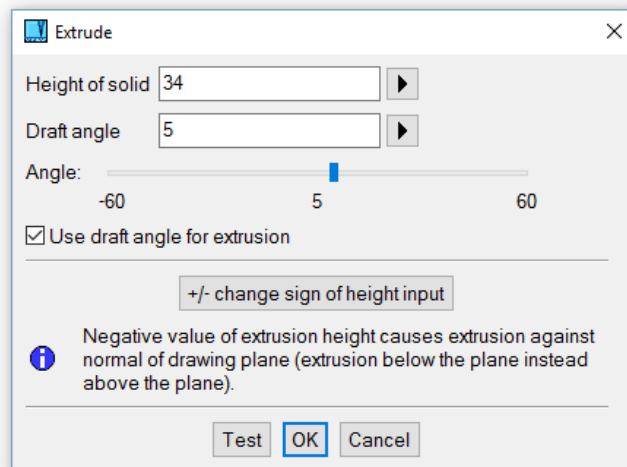 Extrude
Height of solid 34
Draft angle 5
Angle:
-60 5 60
Use draft angle for extrusion
+/- change sign of height input
Negative value of extrusion height causes extrusion against
normal of drawing plane (extrusion below the plane instead
above the plane).
Test OK Cancel